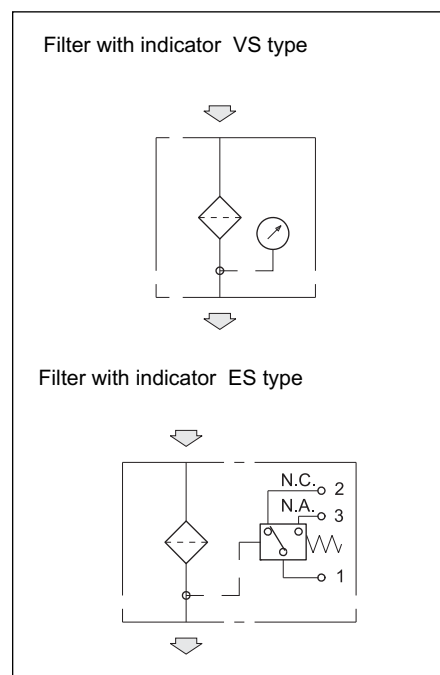 Filter with indicator VS type
Filter with indicator ES type
N.C. 2
N.A. 3
1